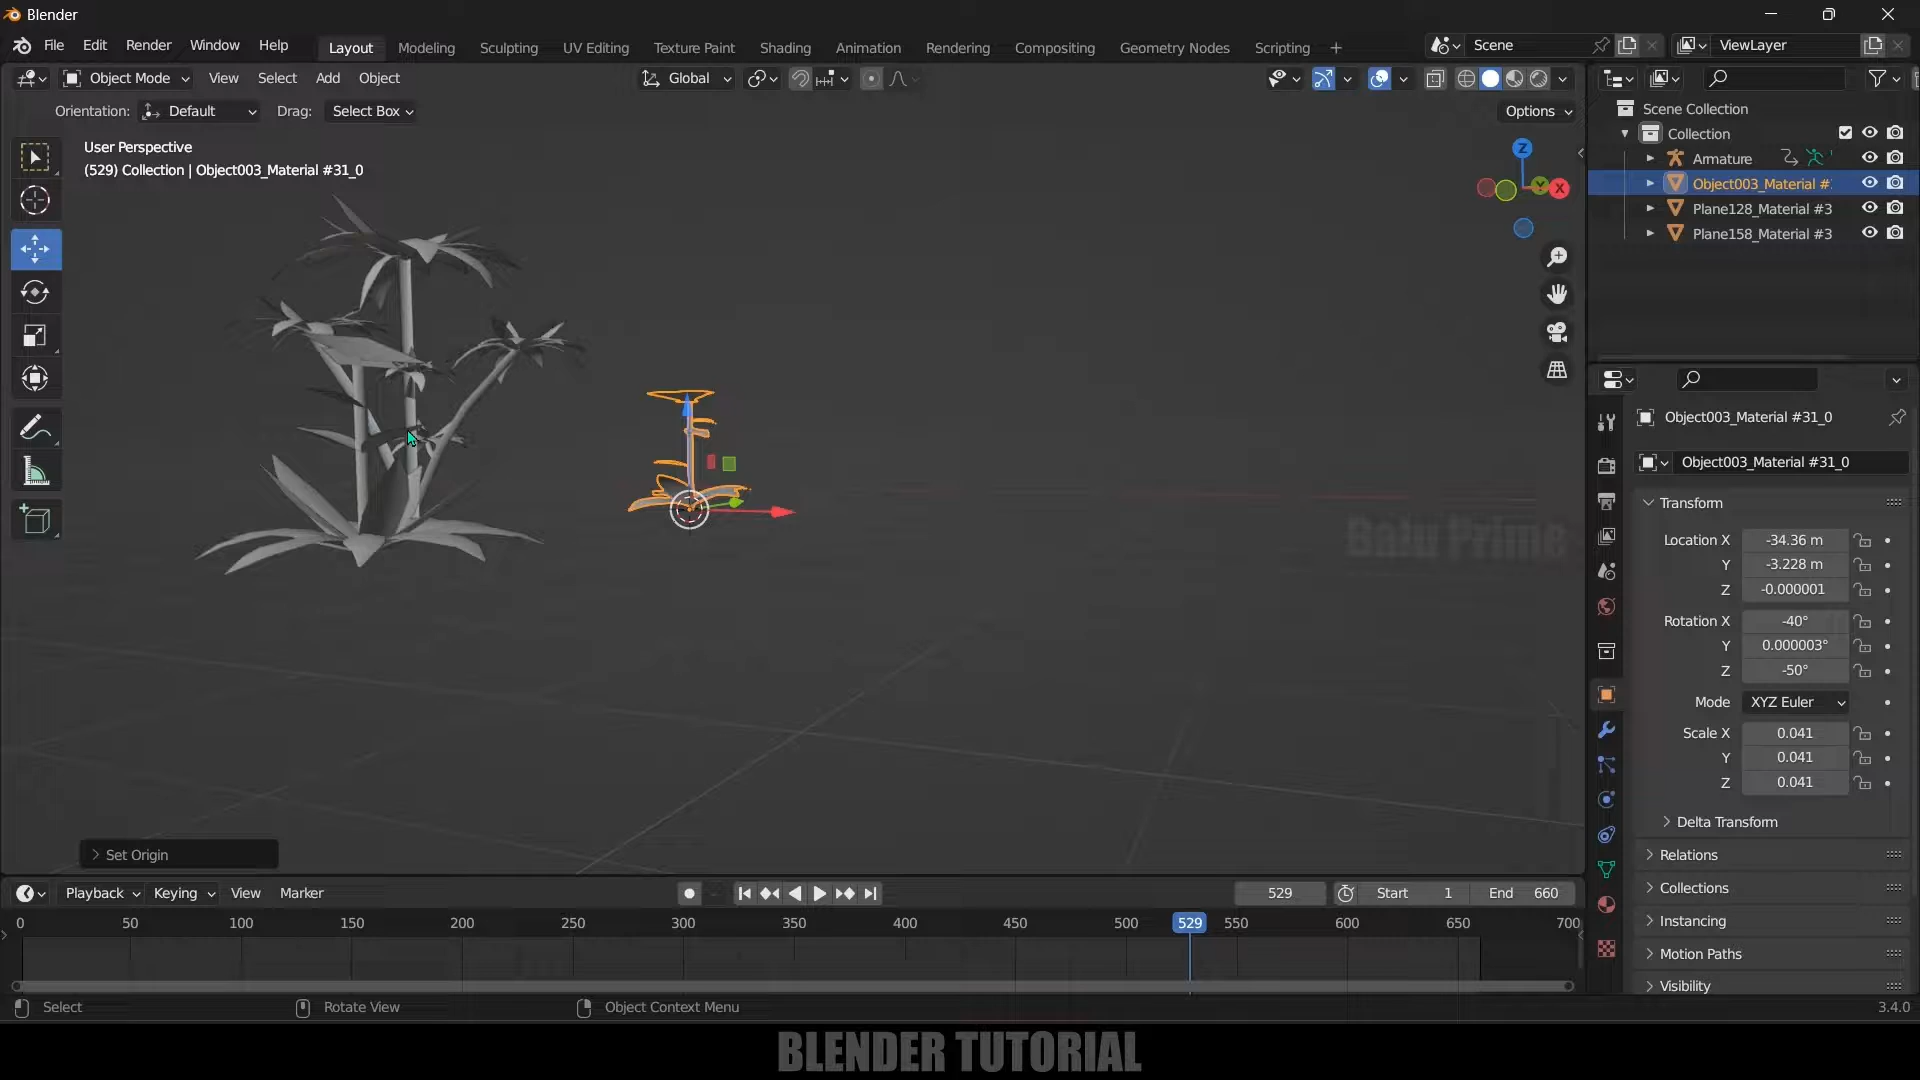 Blender
File Edit Render Window Help Layout Modeling Sculpting UV Editing Texture Paint Shading Animation Rendering Compositing Geometry Nodes Scripting + Scene ViewLayer
Object Mode View Select Add Object Global
Orientation: Default Drag: Select Box Options
User Perspective
(529) Collection | Object003_Material #31_0
Z
Y
X
Scene Collection
Collection
Armature
Object003_Material #
Plane128_Material #3
Plane158_Material #3
Object003_Material #31_0
Object003_Material #31_0
Transform
Location X -34.36 m
Y -3.228 m
Z -0.000001
Rotation X -40°
Y 0.000003°
Z -50°
Mode XYZ Euler
Scale X 0.041
Y 0.041
Z 0.041
Delta Transform
Relations
Collections
Instancing
Motion Paths
Visibility
Balu Prime
Set Origin
Playback Keying View Marker 529 Start 1 End 660
0 50 100 150 200 250 300 350 400 450 500 529 550 600 650 700
Select Rotate View Object Context Menu 3.4.0
BLENDER TUTORIAL